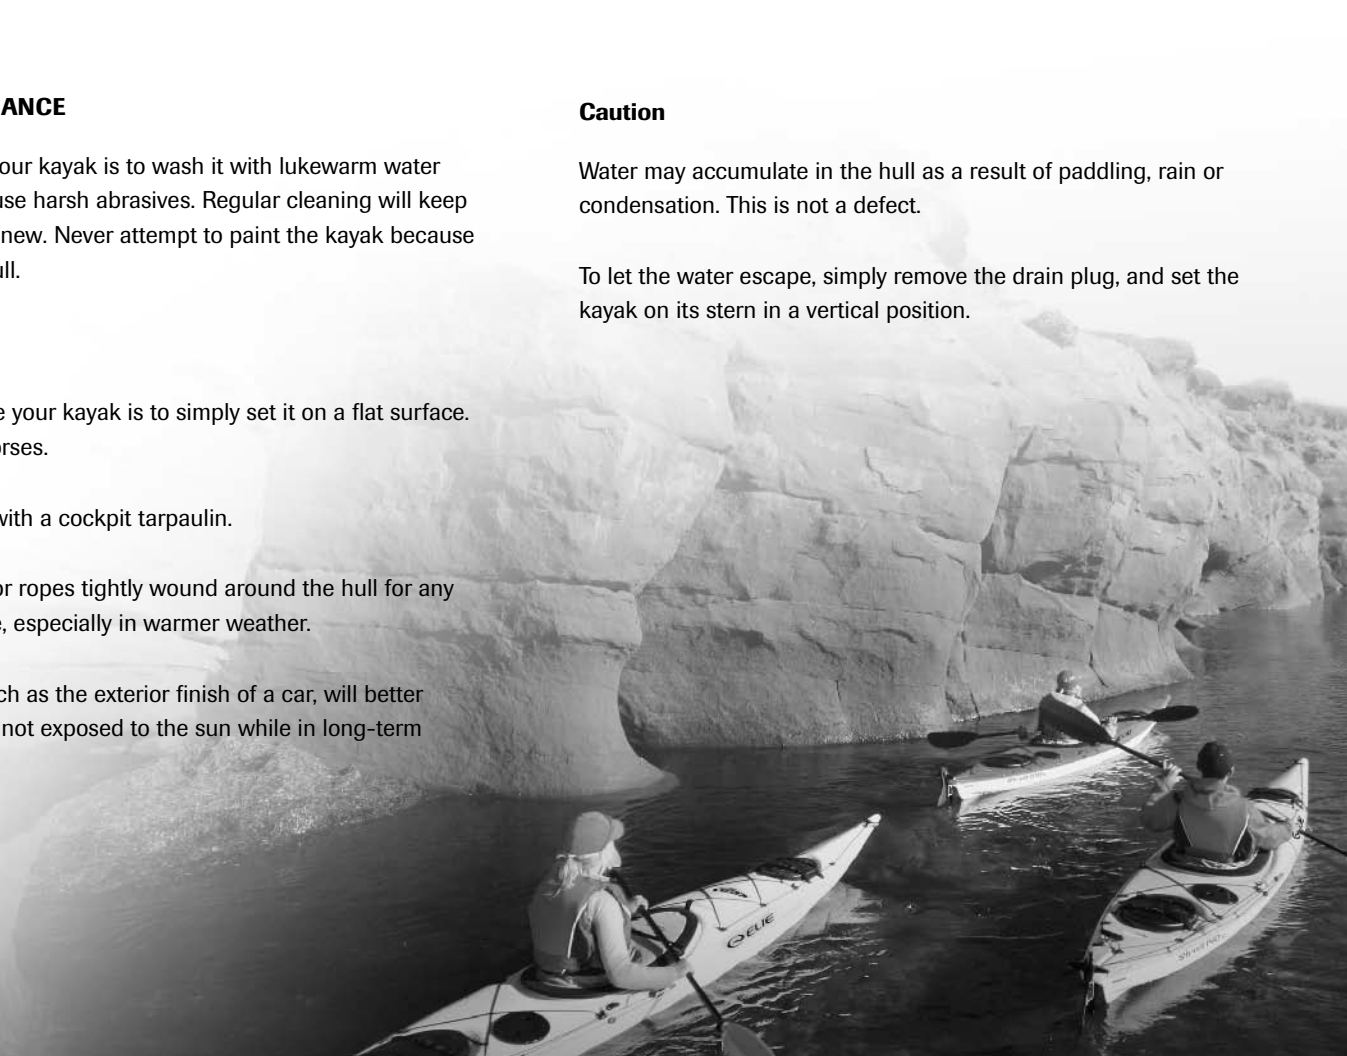 ANCE
our kayak is to wash it with lukewarm water
use harsh abrasives. Regular cleaning will keep
new. Never attempt to paint the kayak because
ull.
e your kayak is to simply set it on a flat surface.
orses.
with a cockpit tarpaulin.
or ropes tightly wound around the hull for any
e, especially in warmer weather.
ch as the exterior finish of a car, will better
not exposed to the sun while in long-term
Caution
Water may accumulate in the hull as a result of paddling, rain or
condensation. This is not a defect.
To let the water escape, simply remove the drain plug, and set the
kayak on its stern in a vertical position.
ELIE